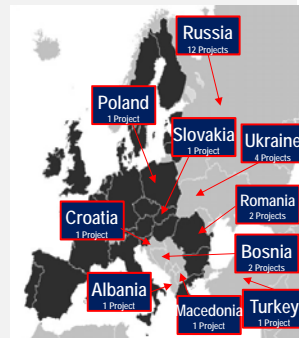 Russia
12 Projects
Poland
1 Project
Slovakia
1 Project
Ukraine
4 Projects
Romania
2 Projects
Croatia
1 Project
Bosnia
2 Projects
Albania
1 Project
Macedonia
1 Project
Turkey
1 Project